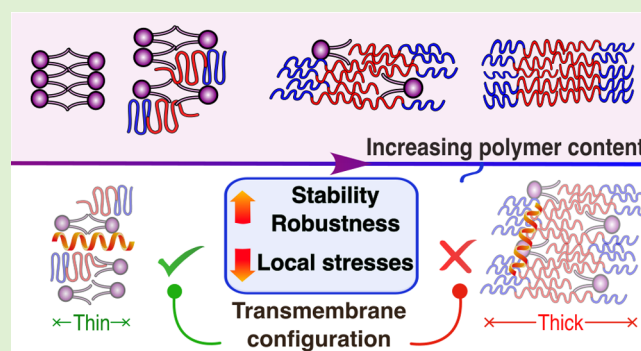 Increasing polymer content
Stability
Robustness
Local stresses
Thin
Transmembrane
configuration
Thick